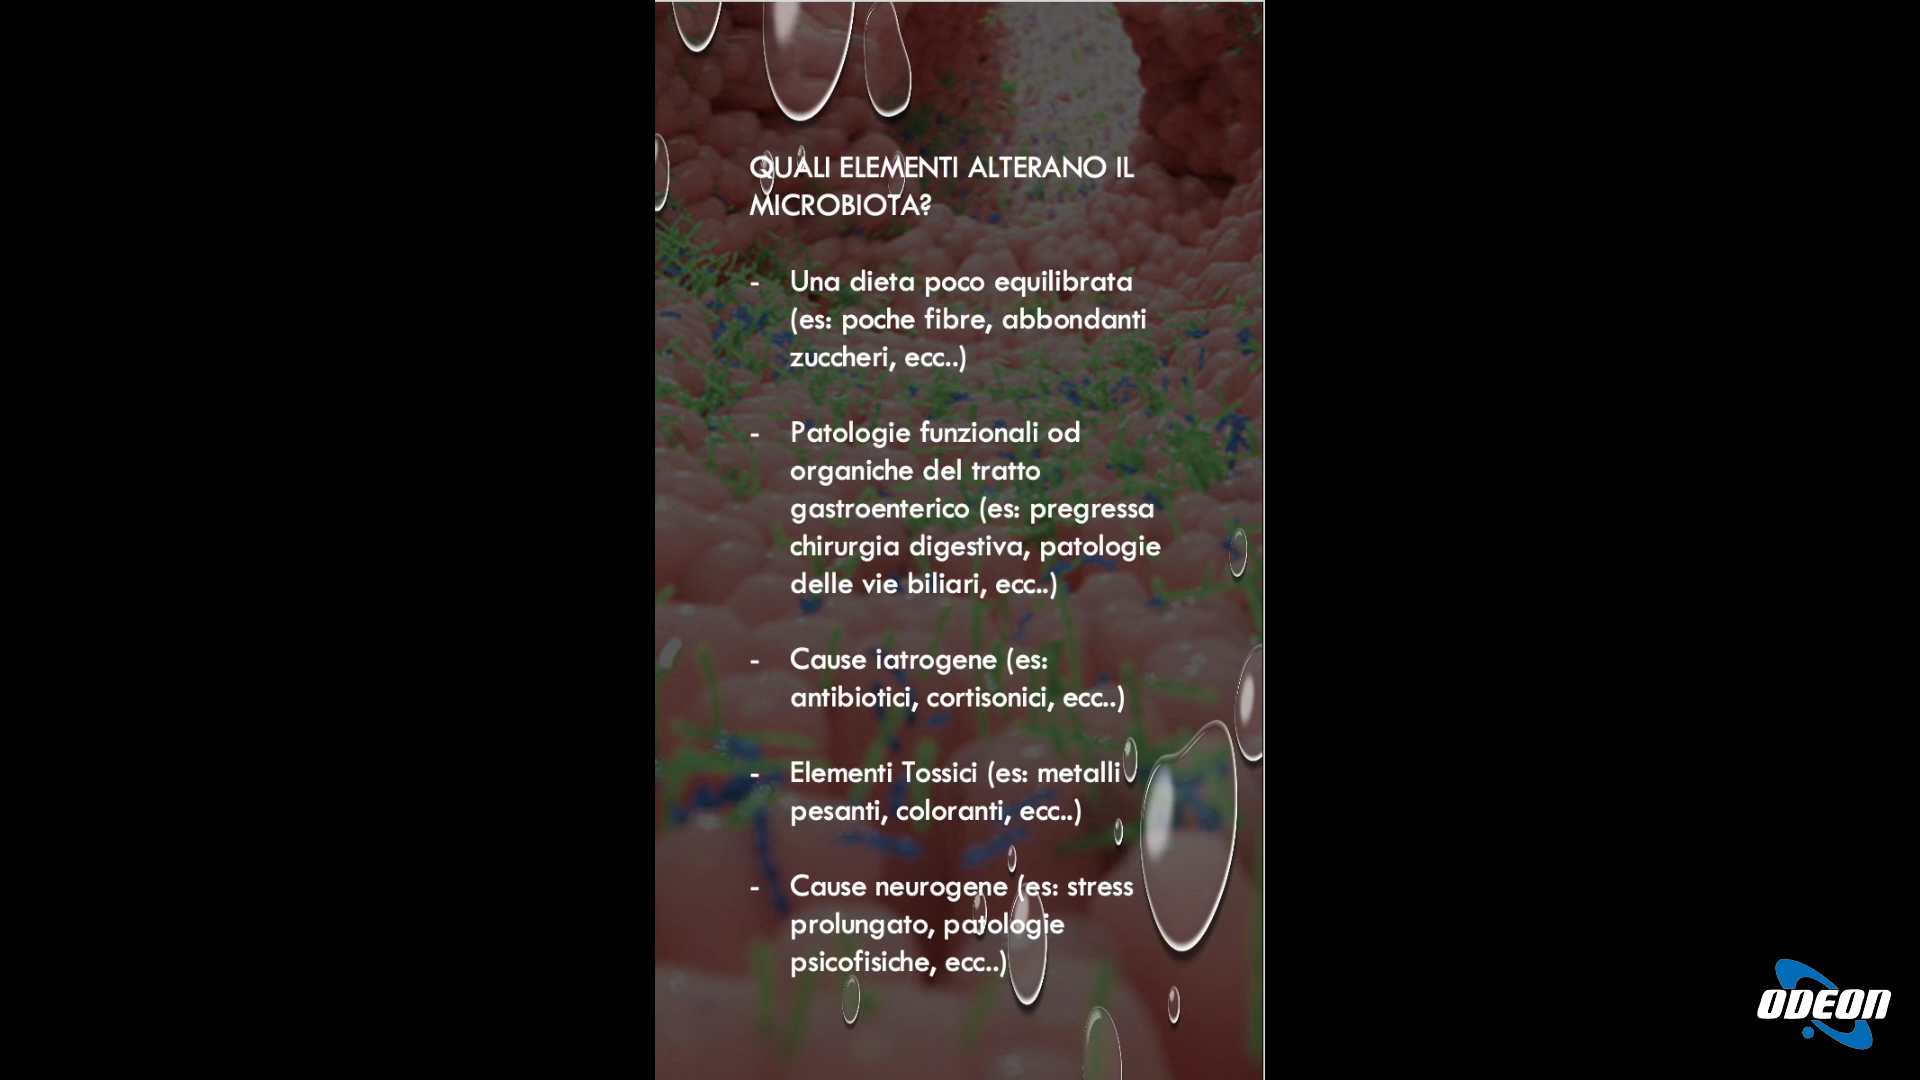 QUALI ELEMENTI ALTERANO IL
MICROBIOTA?
- Una dieta poco equilibrata
(es: poche fibre, abbondanti
zuccheri, ecc..)
- Patologie funzionali od
organiche del tratto
gastroenterico (es: pregressa
chirurgia digestiva, patologie
delle vie biliari, ecc..)
- Cause iatrogene (es:
antibiotici, cortisonici, ecc..)
- Elementi Tossici (es: metalli
pesanti, coloranti, ecc..)
- Cause neurogene (es: stress
prolungato, patologie
psicofisiche, ecc..)
ODEON